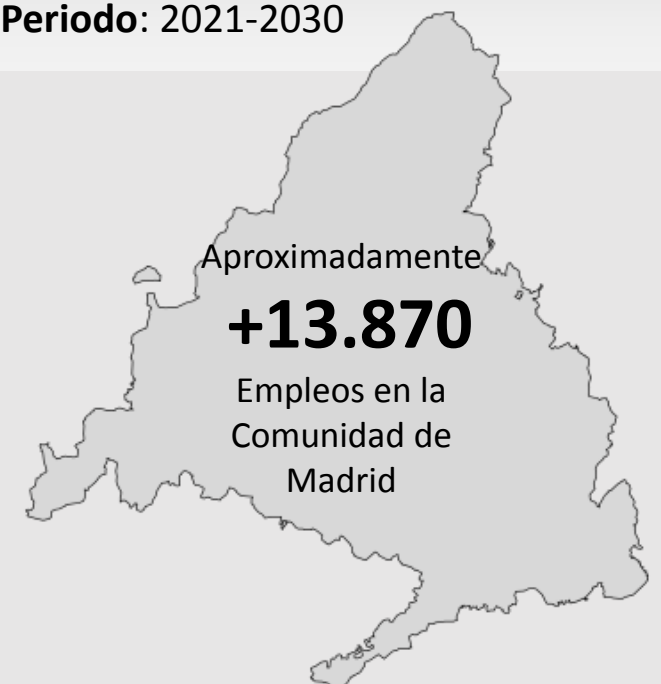 Periodo: 2021-2030
Aproximadamente
+13.870
Empleos en la
Comunidad de
Madrid